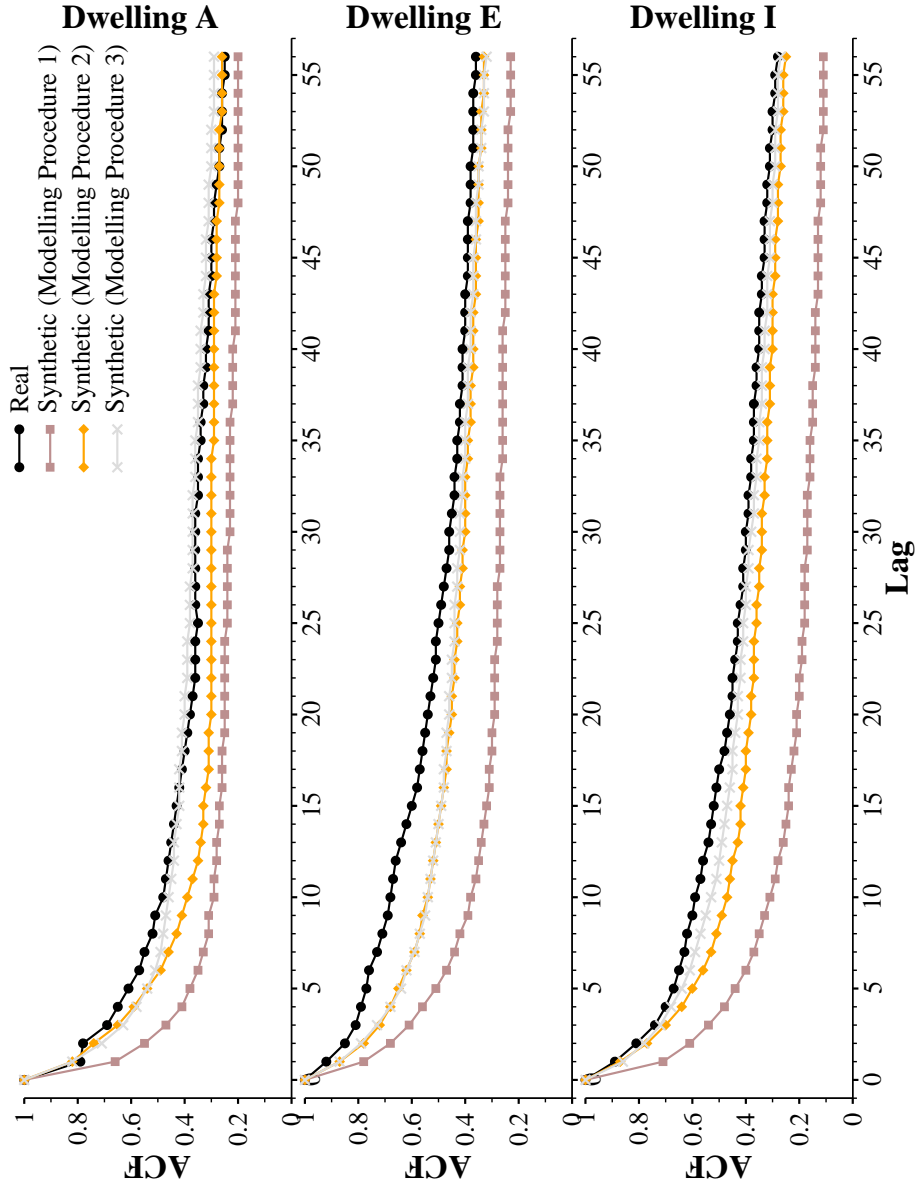 Real
Synthetic (Modelling Procedure 1)
Synthetic (Modelling Procedure 2)
Synthetic (Modelling Procedure 3)
Dwelling A
ACF
1
0.8
0.6
0.4
0.2
0
Dwelling E
ACF
1
0.8
0.6
0.4
0.2
0
0 5 10 15 20 25 30 35 40 45 50 55
Dwelling I
ACF
1
0.8
0.6
0.4
0.2
0
0 5 10 15 20 25 30 35 40 45 50 55
0 5 10 15 20 25 30 35 40 45 50 55
Lag